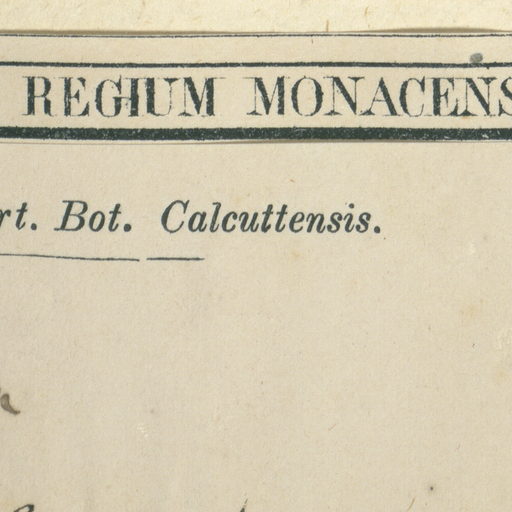 REGIUM MONACENS
rt. Bot. Calcuttensis.